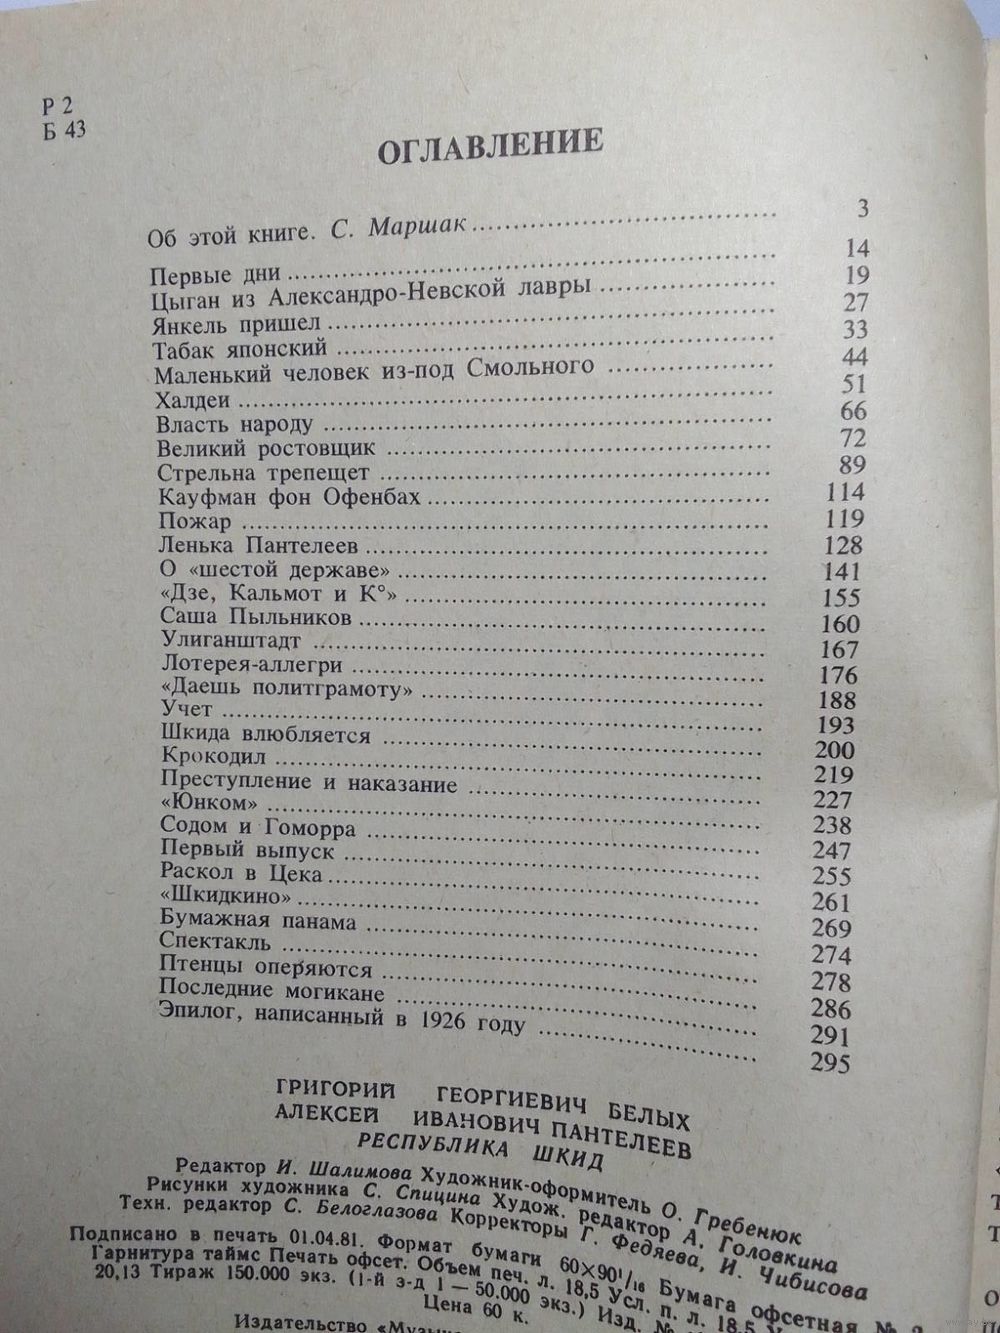 Р 2
Б 43
ОГЛАВЛЕНИЕ
Об этой книге. С. Маршак 3
Первые дни 14
Цыган из Александро-Невской лавры 19
Янкель пришел 27
Табак японский 33
Маленький человек из-под Смольного 44
Халдеи 51
Власть народу 66
Великий ростовщик 72
Стрельна трепещет 89
Кауфман фон Офенбах 114
Пожар 119
Ленька Пантелеев 128
О «шестой державе» 141
«Дзе, Кальмот и К°» 155
Саша Пыльников 160
Улиганштадт 167
Лотерея-аллегри 176
«Даешь политграмоту» 188
Учет 193
Шкида влюбляется 200
Крокодил 219
Преступление и наказание 227
«Юнком» 238
Содом и Гоморра 247
Первый выпуск 255
Раскол в Цека 261
«Шкидкино» 269
Бумажная панама 274
Спектакль 278
Птенцы оперяются 286
Последние могикане 291
Эпилог, написанный в 1926 году 295
ГРИГОРИЙ ГЕОРГИЕВИЧ БЕЛЫХ
АЛЕКСЕЙ ИВАНОВИЧ ПАНТЕЛЕЕВ
РЕСПУБЛИКА ШКИД
Редактор И. Шалимова Художник-оформитель О. Гребенюк
Рисунки художника С. Спицина Худож. редактор А. Головкина
Техн. редактор С. Белоглазова Корректоры Г. Федяева, И. Чибисова
Подписано в печать 01.04.81. Формат бумаги 60×90¹/₁₆ Бумага офсетная № 2
Гарнитура таймс Печать офсет. Объем печ. л. 18,5 Усл. п. л. 18,5
20,13 Тираж 150.000 экз. (1-й з-д 1—50.000 экз.) Изд. №
Цена 60 к.
Издательство